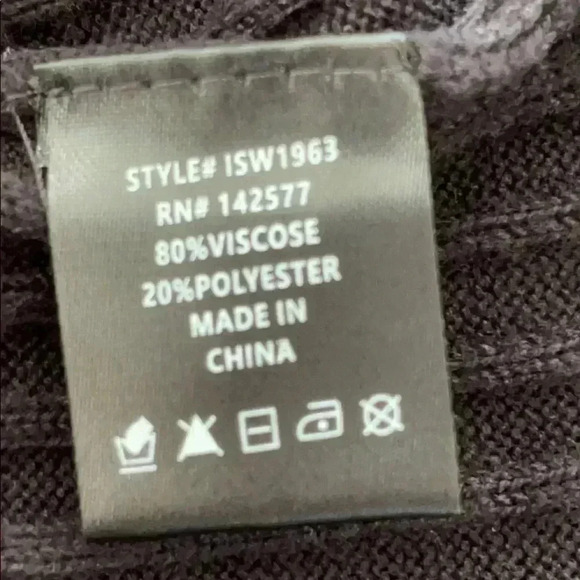 STYLE# ISW1963
RN# 142577
80%VISCOSE
20%POLYESTER
MADE IN
CHINA